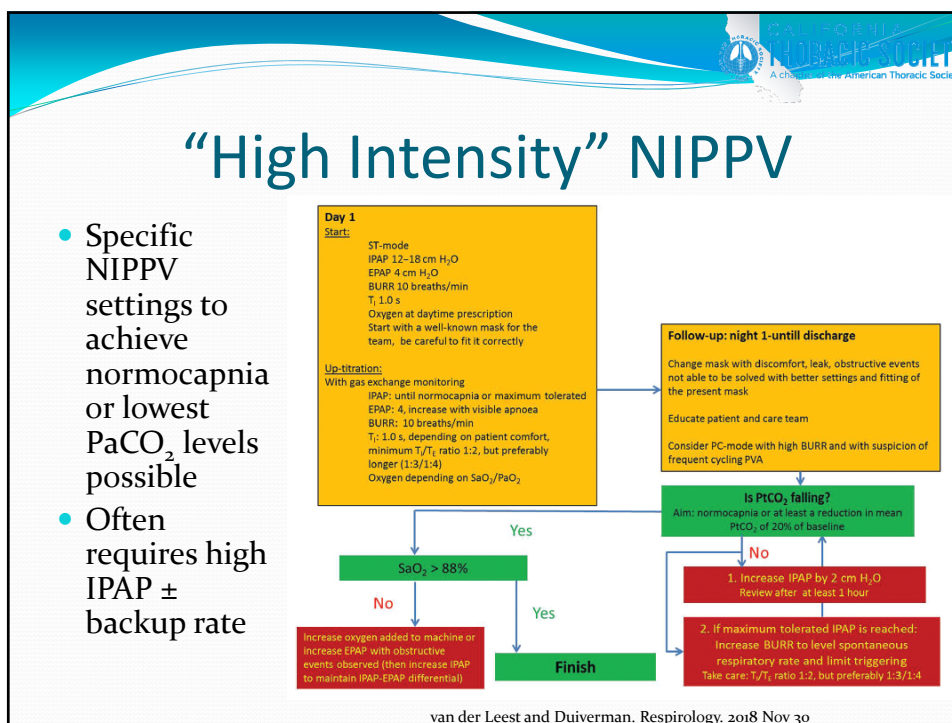 CALIFORNIA
THORACIC SOCIETY
A chapter of the American Thoracic Socie
“High Intensity” NIPPV
• Specific
NIPPV
settings to
achieve
normocapnia
or lowest
PaCO₂ levels
possible
• Often
requires high
IPAP ±
backup rate
Day 1
Start:
ST-mode
IPAP 12–18 cm H₂O
EPAP 4 cm H₂O
BURR 10 breaths/min
Tᵢ 1.0 s
Oxygen at daytime prescription
Start with a well-known mask for the
team, be careful to fit it correctly
Up-titration:
With gas exchange monitoring
IPAP: until normocapnia or maximum tolerated
EPAP: 4, increase with visible apnoea
BURR: 10 breaths/min
Tᵢ: 1.0 s, depending on patient comfort,
minimum Tᵢ/Tᴇ ratio 1:2, but preferably
longer (1:3/1:4)
Oxygen depending on SaO₂/PaO₂
Follow-up: night 1-untill discharge
Change mask with discomfort, leak, obstructive events
not able to be solved with better settings and fitting of
the present mask
Educate patient and care team
Consider PC-mode with high BURR and with suspicion of
frequent cycling PVA
Is PtCO₂ falling?
Aim: normocapnia or at least a reduction in mean
PtCO₂ of 20% of baseline
Yes
No
SaO₂ > 88%
1. Increase IPAP by 2 cm H₂O
Review after at least 1 hour
No
Yes
2. If maximum tolerated IPAP is reached:
Increase BURR to level spontaneous
respiratory rate and limit triggering
Take care: Tᵢ/Tᴇ ratio 1:2, but preferably 1:3/1:4
Increase oxygen added to machine or
increase EPAP with obstructive
events observed (then increase IPAP
to maintain IPAP-EPAP differential)
Finish
van der Leest and Duiverman. Respirology. 2018 Nov 30